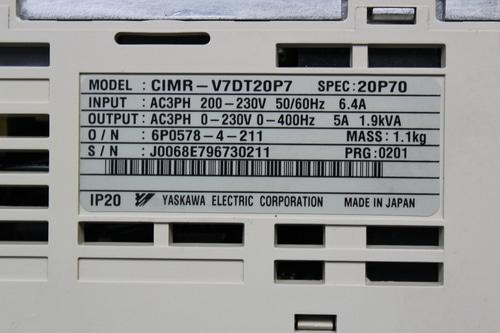 MODEL : CIMR-V7DT20P7 SPEC: 20P70
INPUT : AC3PH 200-230V 50/60Hz 6.4A
OUTPUT : AC3PH 0-230V 0-400Hz 5A 1.9kVA
O / N : 6P0578-4-211 MASS: 1.1kg
S / N : J0068E796730211 PRG: 0201
IP20 YASKAWA ELECTRIC CORPORATION MADE IN JAPAN